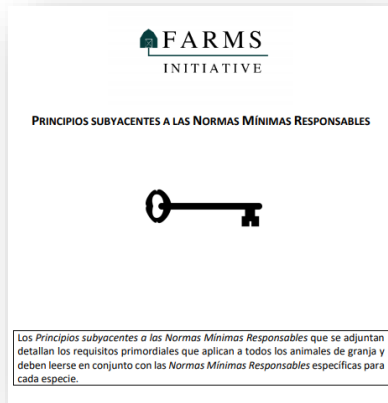 FARMS
INITIATIVE
PRINCIPIOS SUBYACENTES A LAS NORMAS MÍNIMAS RESPONSABLES
Los Principios subyacentes a las Normas Mínimas Responsables que se adjuntan
detallan los requisitos primordiales que aplican a todos los animales de granja y
deben leerse en conjunto con las Normas Mínimas Responsables específicas para
cada especie.